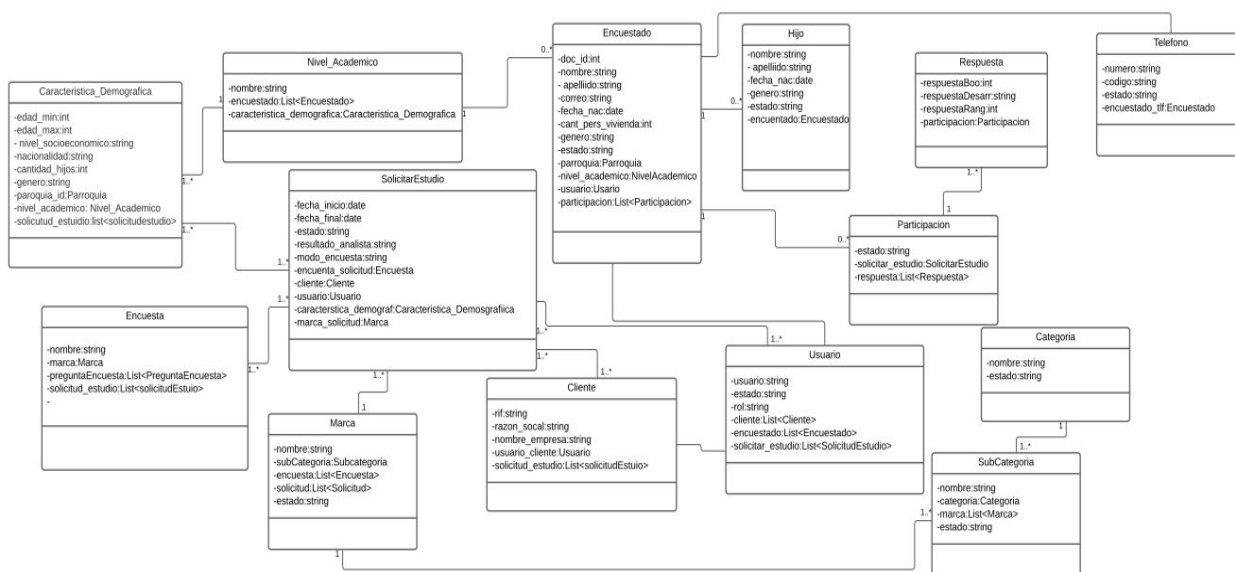 Caracteristica_Demografica
-edad_min:int
-edad_max:int
- nivel_socioeconomico:string
-nacionalidad:string
-cantidad_hijos:int
-genero:string
-paroquia_id:Parroquia
-nivel_academico: Nivel_Academico
-solicutud_estuidio:list<solicitudestudio>
1..*
1..*
Nivel_Academico
-nombre:string
-encuestado:List<Encuestado>
-caracteristica_demografica:Caracteristica_Demografica
1
1
SolicitarEstudio
-fecha_inicio:date
-fecha_final:date
-estado:string
-resultado_analista:string
-modo_encuesta:string
-encuenta_solicitud:Encuesta
-cliente:Cliente
-usuario:Usuario
-caracterstica_demograf:Caracteristica_Demosgrafiica
-marca_solicitud:Marca
1..*
1..*
1..*
1..*
1..*
Encuestado
-doc_id:int
-nombre:string
- apelliido:string
-correo:string
-fecha_nac:date
-cant_pers_vivienda:int
-genero:string
-estado:string
-parroquia:Parroquia
-nivel_academico:NivelAcademico
-usuario:Usario
-participacion:List<Participacion>
0..*
1
1
Hijo
-nombre:string
- apelliido:string
-fecha_nac:date
-genero:string
-estado:string
-encuentado:Encuestado
0..*
Respuesta
-respuestaBoo:int
-respuestaDesarr:string
-respuestaRang:int
-participacion:Participacion
1..*
Telefono
-numero:string
-codigo:string
-estado:string
-encuestado_tlf:Encuestado
Participacion
-estado:string
-solicitar_estudio:SolicitarEstudio
-respuesta:List<Respuesta>
1
0..*
Encuesta
-nombre:string
-marca:Marca
-preguntaEncuesta:List<PreguntaEncuesta>
-solicitud_estudio:List<solicitudEstuio>
-
1..*
Marca
-nombre:string
-subCategoria:Subcategoria
-encuesta:List<Encuesta>
-solicitud:List<Solicitud>
-estado:string
1
1
Cliente
-rif:string
-razon_socal:string
-nombre_empresa:string
-usuario_cliente:Usuario
-solicitud_estudio:List<solicitudEstuio>
1..*
Usuario
-usuario:string
-estado:string
-rol:string
-cliente:List<Cliente>
-encuestado:List<Encuestado>
-solicitar_estudio:List<SolicitudEstudio>
1..*
Categoria
-nombre:string
-estado:string
1
SubCategoria
-nombre:string
-categoria:Categoria
-marca:List<Marca>
-estado:string
1..*
1..*